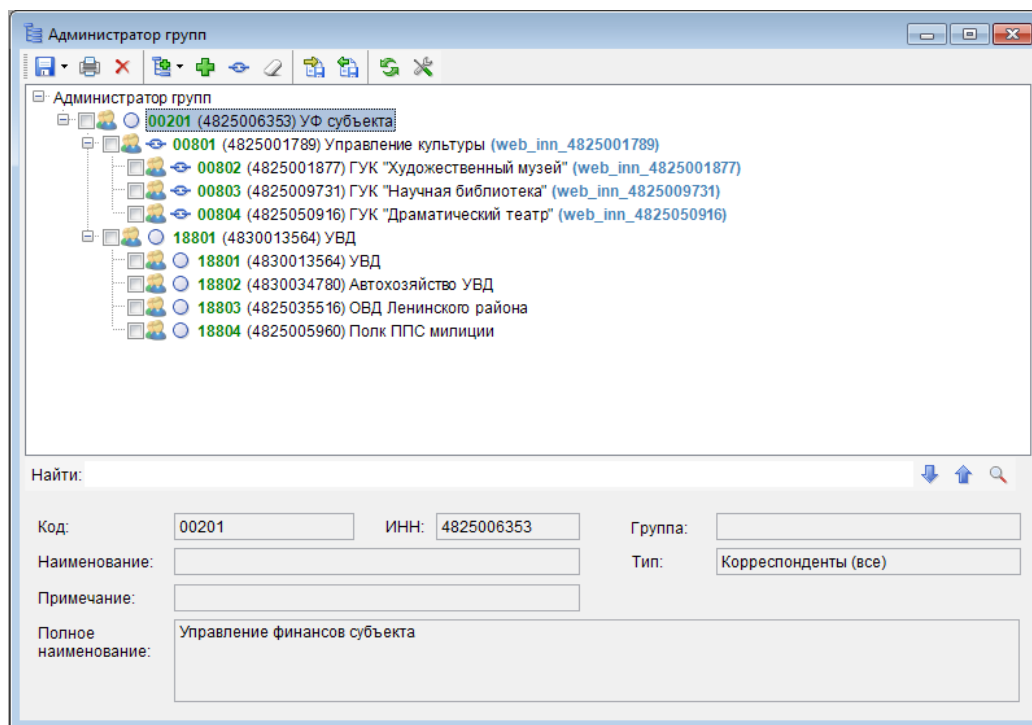 Администратор групп
Администратор групп
00201 (4825006353) УФ субъекта
00801 (4825001789) Управление культуры (web_inn_4825001789)
00802 (4825001877) ГУК "Художественный музей" (web_inn_4825001877)
00803 (4825009731) ГУК "Научная библиотека" (web_inn_4825009731)
00804 (4825050916) ГУК "Драматический театр" (web_inn_4825050916)
18801 (4830013564) УВД
18801 (4830013564) УВД
18802 (4830034780) Автохозяйство УВД
18803 (4825035516) ОВД Ленинского района
18804 (4825005960) Полк ППС милиции
Найти:
Код: 00201 ИНН: 4825006353 Группа:
Наименование: Тип: Корреспонденты (все)
Примечание:
Полное наименование: Управление финансов субъекта